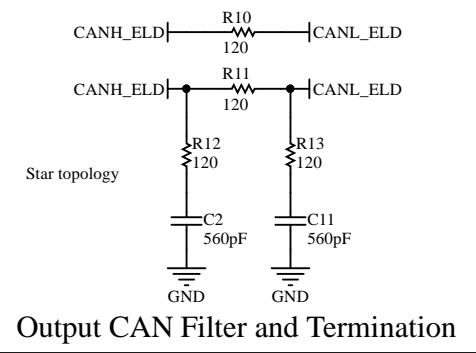 R10
CANH_ELD CANL_ELD
120
R11
CANH_ELD CANL_ELD
120
R12 R13
120 120
Star topology
C2 C11
560pF 560pF
GND GND
Output CAN Filter and Termination